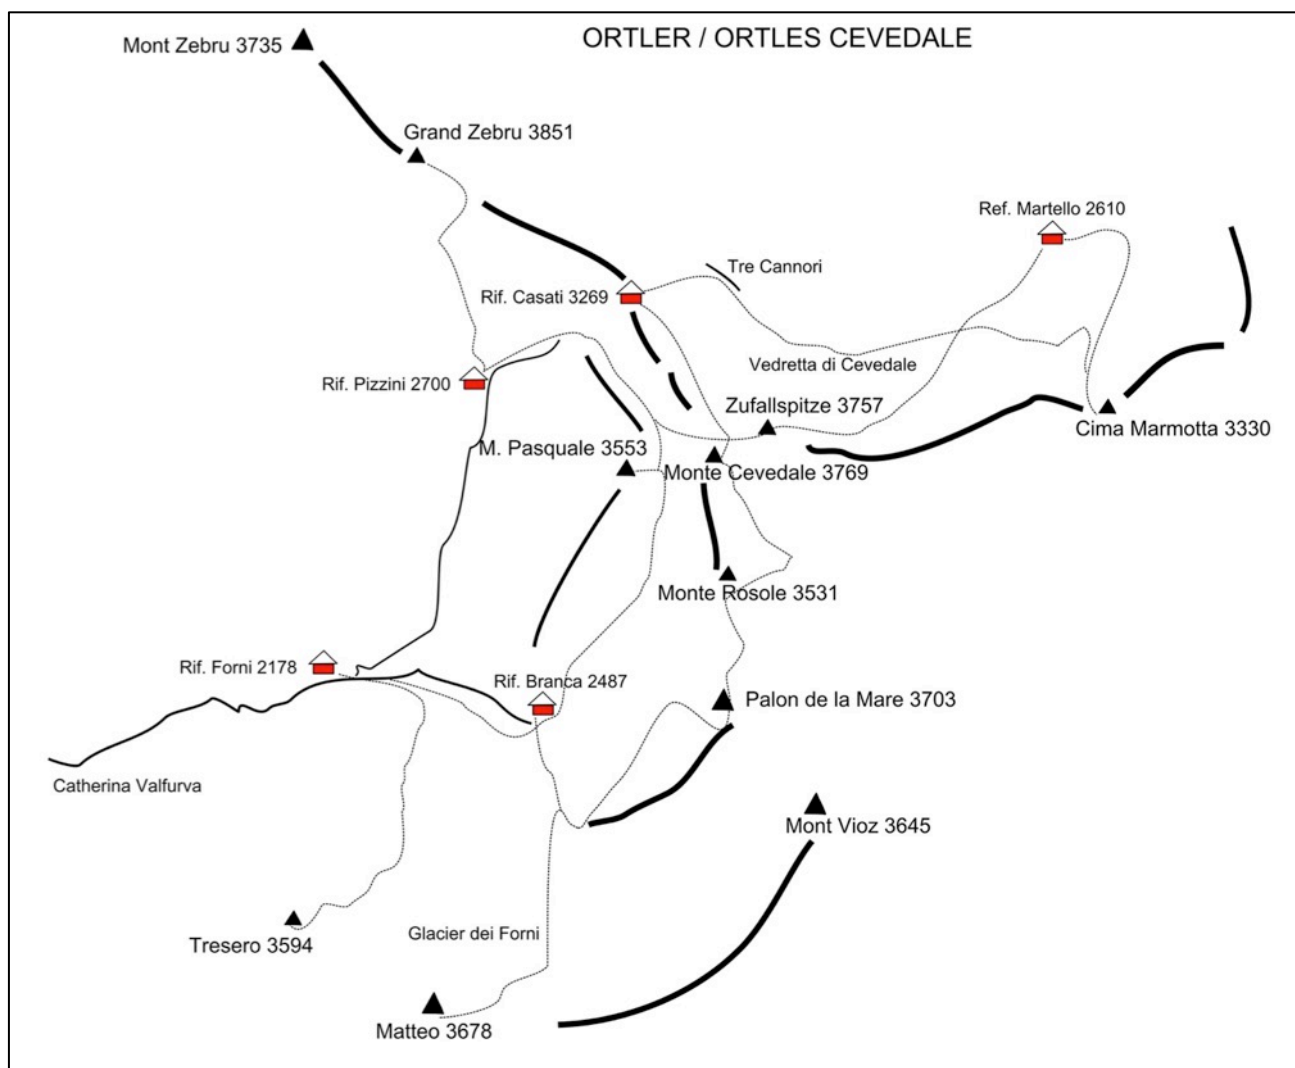 ORTLER / ORTLES CEVEDALE
Mont Zebru 3735
Grand Zebru 3851
Ref. Martello 2610
Tre Cannori
Rif. Casati 3269
Vedretta di Cevedale
Rif. Pizzini 2700
Zufallspitze 3757
Cima Marmotta 3330
M. Pasquale 3553
Monte Cevedale 3769
Monte Rosole 3531
Rif. Forni 2178
Rif. Branca 2487
Palon de la Mare 3703
Catherina Valfurva
Mont Vioz 3645
Tresero 3594
Glacier dei Forni
Matteo 3678